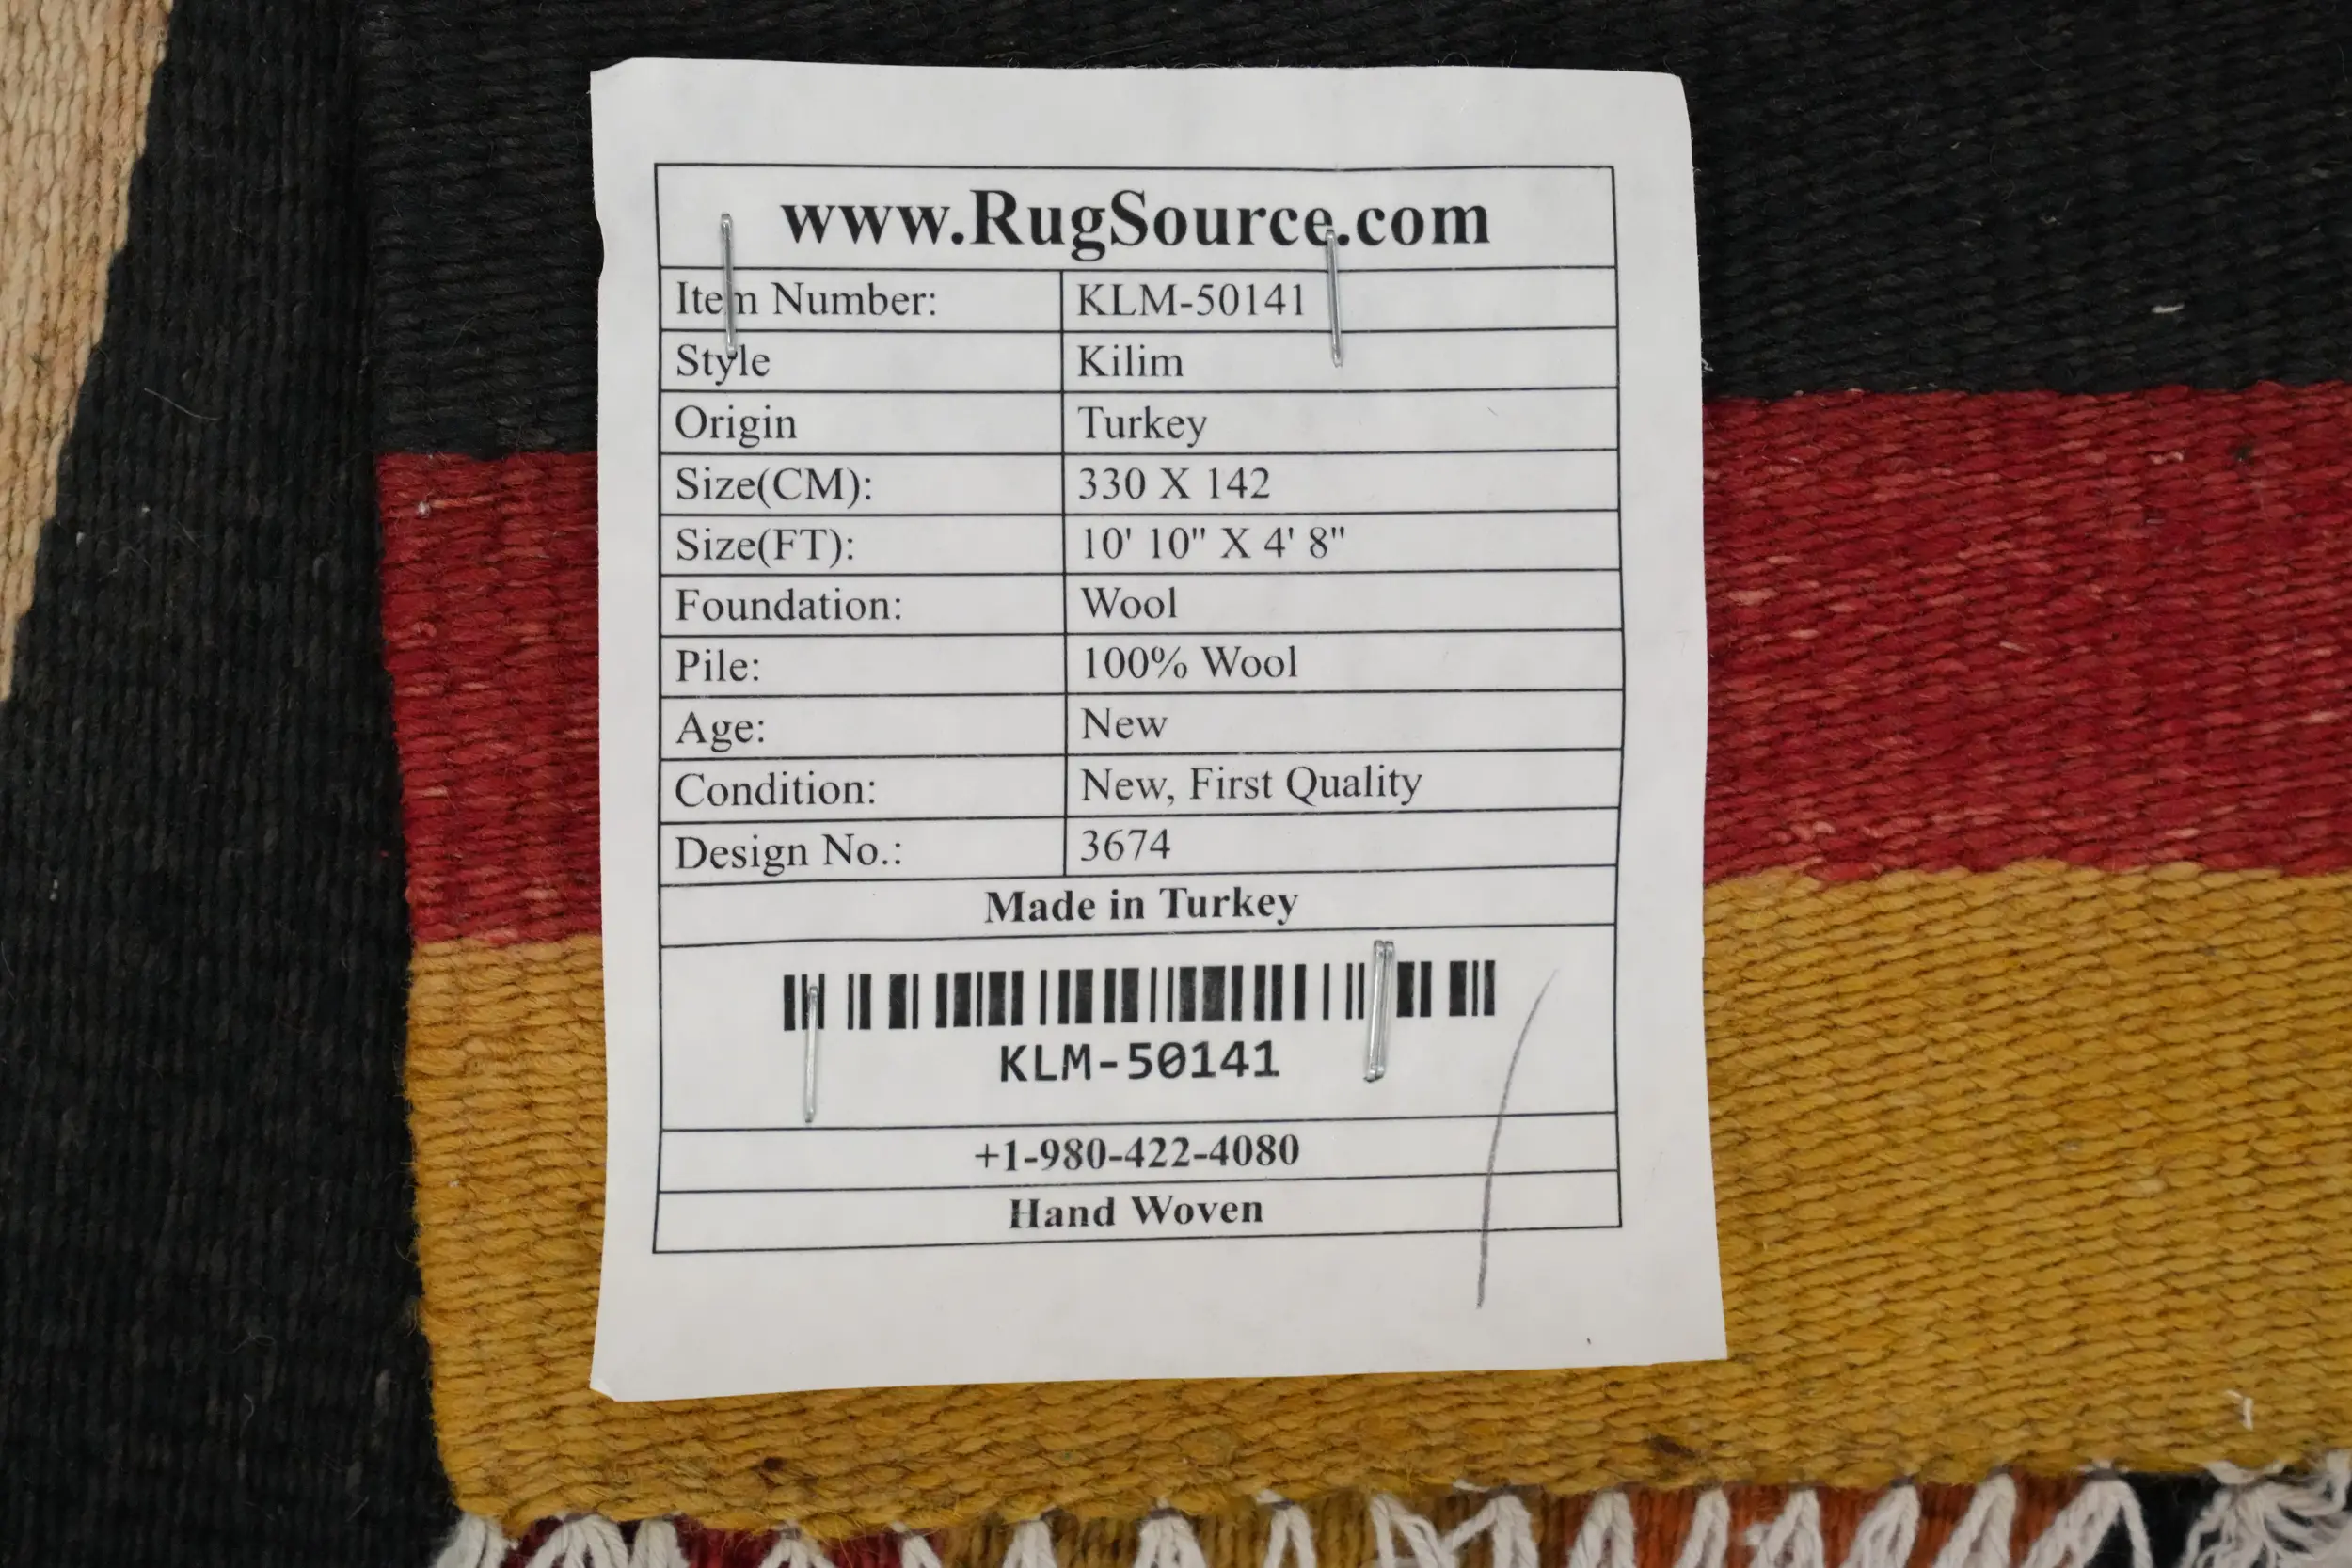 www.RugSource.com
Item Number: KLM-50141
Style Kilim
Origin Turkey
Size(CM): 330 X 142
Size(FT): 10' 10" X 4' 8"
Foundation: Wool
Pile: 100% Wool
Age: New
Condition: New, First Quality
Design No.: 3674
Made in Turkey
KLM-50141
+1-980-422-4080
Hand Woven